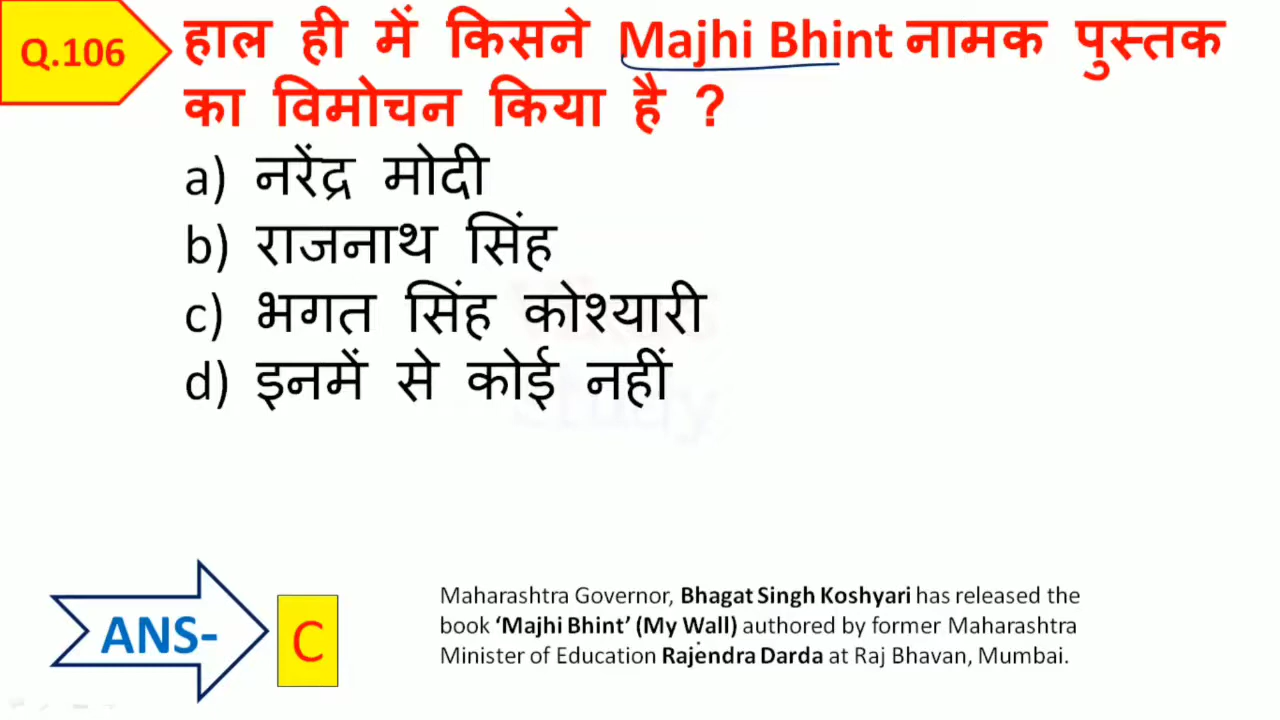 Q.106
हाल ही में किसने Majhi Bhint नामक पुस्तक
का विमोचन किया है ?
a) नरेंद्र मोदी
b) राजनाथ सिंह
c) भगत सिंह कोश्यारी
d) इनमें से कोई नहीं
Study
ANS-
C
Maharashtra Governor, Bhagat Singh Koshyari has released the
book ‘Majhi Bhint’ (My Wall) authored by former Maharashtra
Minister of Education Rajendra Darda at Raj Bhavan, Mumbai.